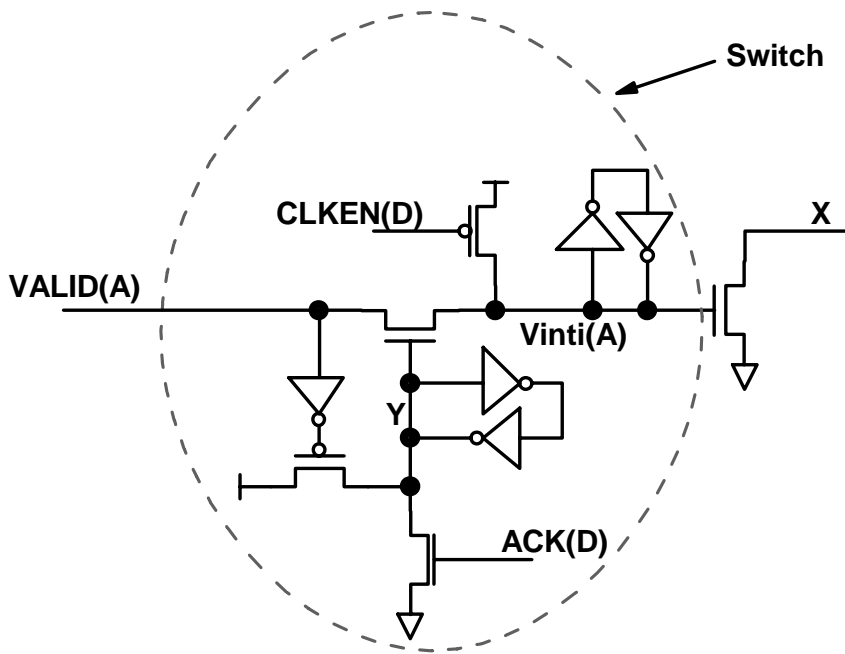 Switch
CLKEN(D)
X
VALID(A)
Vinti(A)
Y
ACK(D)